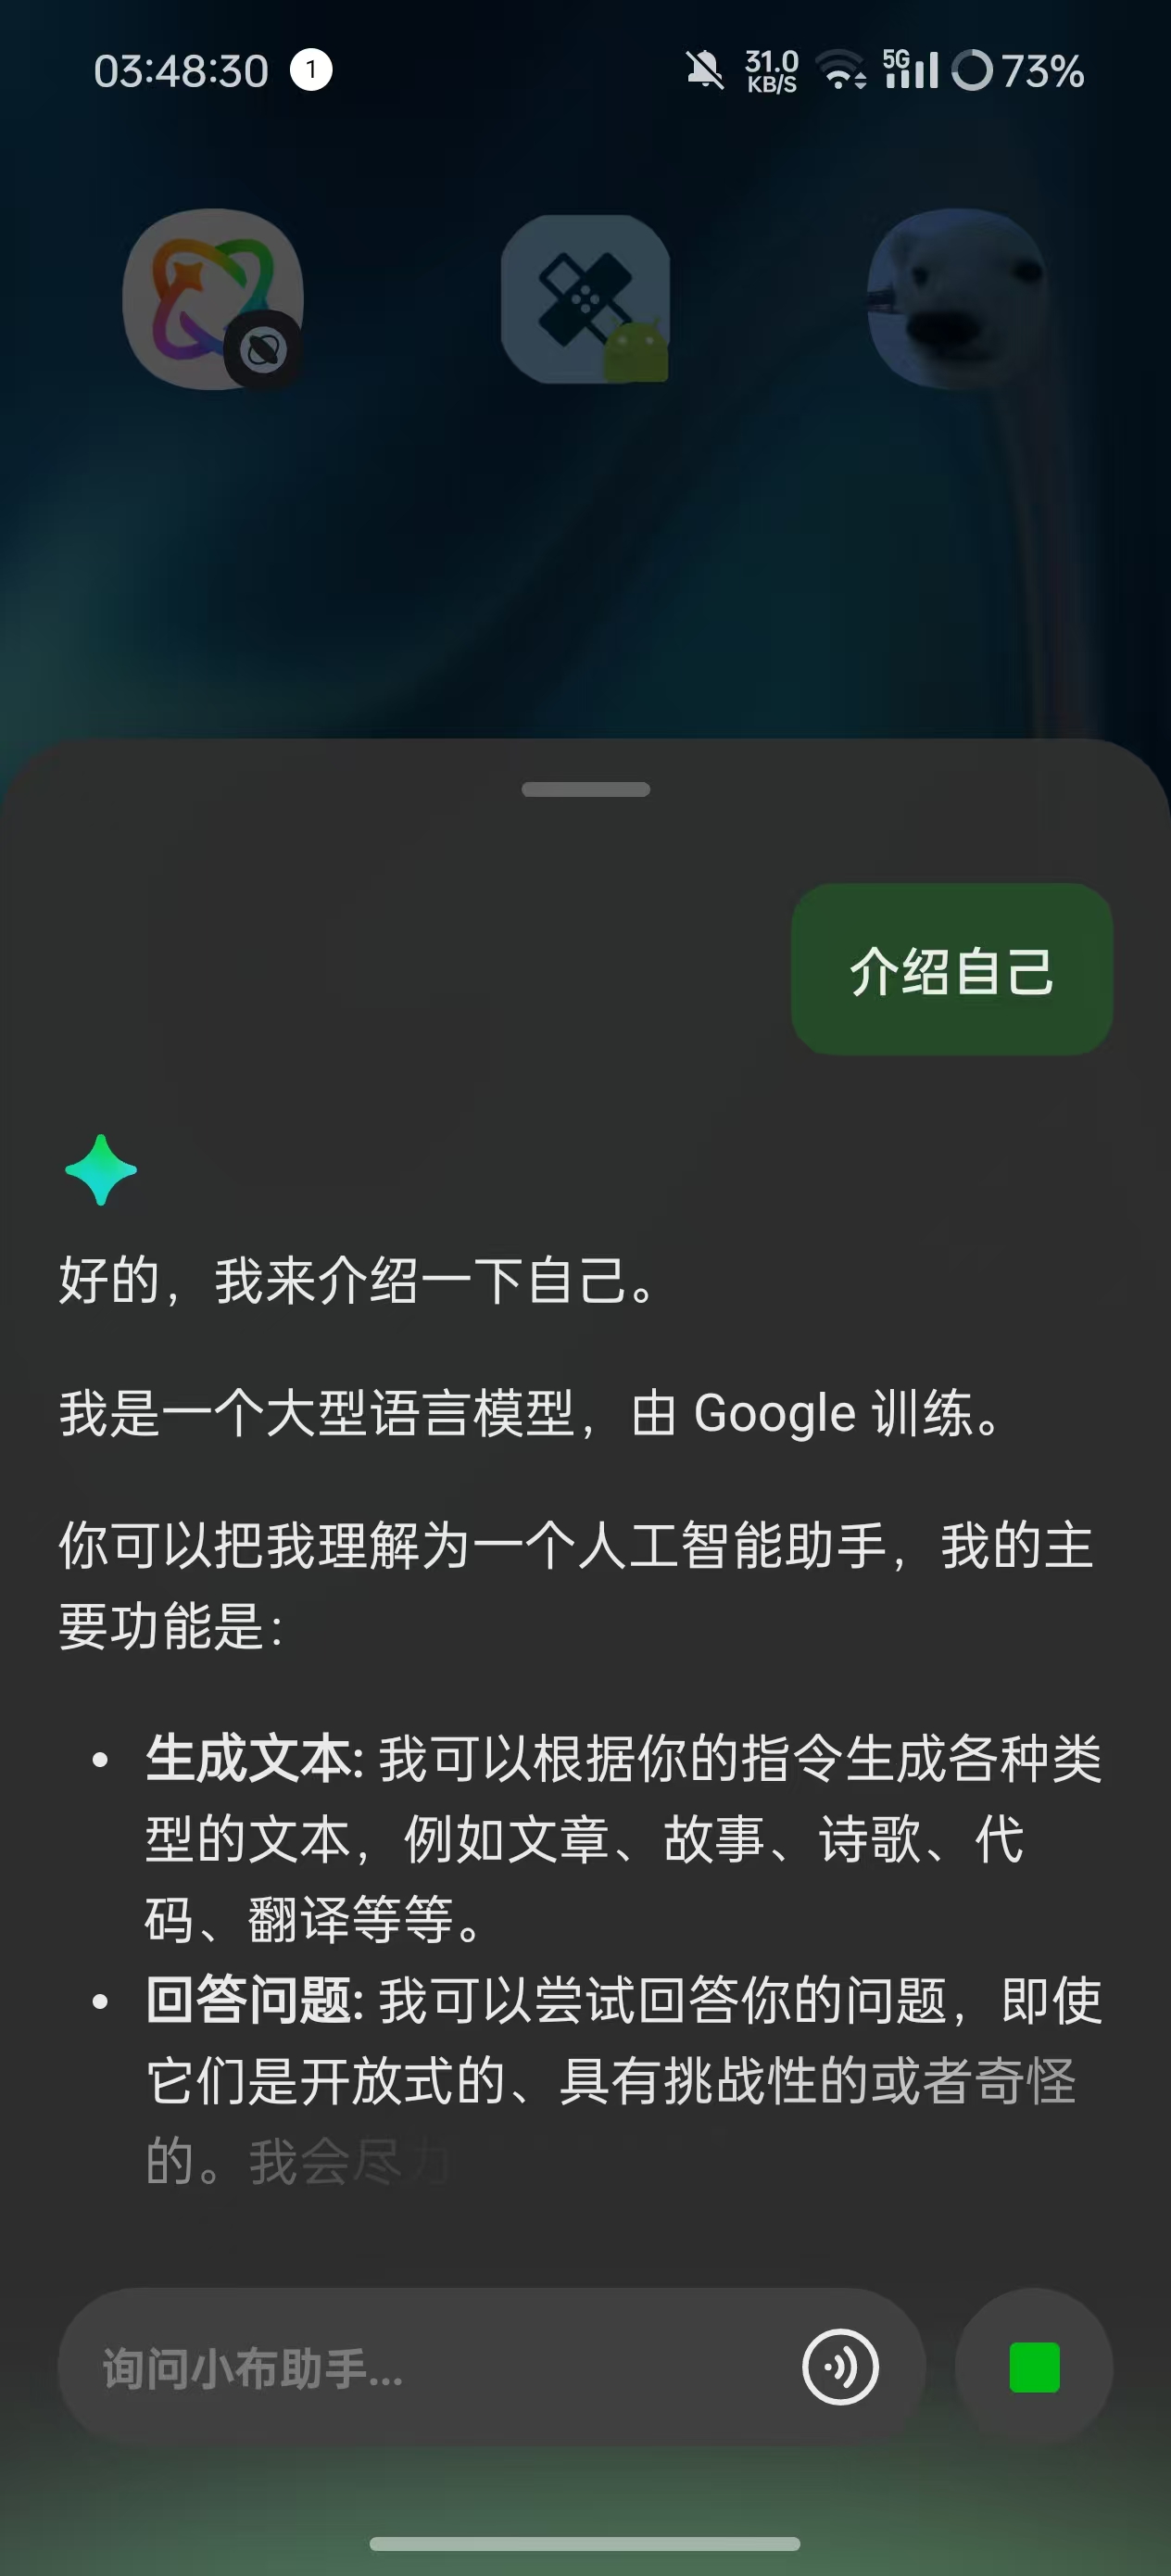 03:48:30 1 31.0 KB/S 5G 73%
介绍自己
好的，我来介绍一下自己。
我是一个大型语言模型，由 Google 训练。
你可以把我理解为一个人工智能助手，我的主
要功能是：
• 生成文本: 我可以根据你的指令生成各种类
型的文本，例如文章、故事、诗歌、代
码、翻译等等。
• 回答问题: 我可以尝试回答你的问题，即使
它们是开放式的、具有挑战性的或者奇怪
的。我会尽力
询问小布助手...